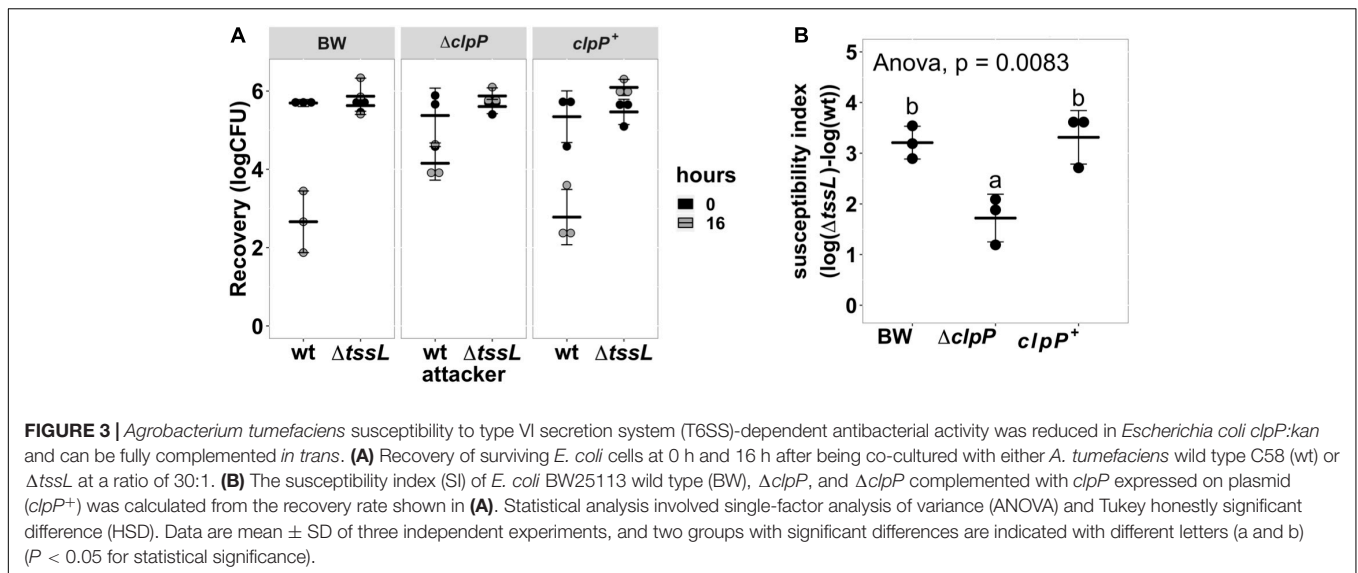 A
BW
ΔclpP
clpP+
Recovery (logCFU)
6
4
2
0
wt ΔtssL
wt ΔtssL
wt ΔtssL
attacker
hours
0
16
B
susceptibility index
(log(ΔtssL)-log(wt))
5
4
3
2
1
0
Anova, p = 0.0083
b
a
b
BW ΔclpP clpP+
FIGURE 3 | Agrobacterium tumefaciens susceptibility to type VI secretion system (T6SS)-dependent antibacterial activity was reduced in Escherichia coli clpP:kan
and can be fully complemented in trans. (A) Recovery of surviving E. coli cells at 0 h and 16 h after being co-cultured with either A. tumefaciens wild type C58 (wt) or
ΔtssL at a ratio of 30:1. (B) The susceptibility index (SI) of E. coli BW25113 wild type (BW), ΔclpP, and ΔclpP complemented with clpP expressed on plasmid
(clpP+) was calculated from the recovery rate shown in (A). Statistical analysis involved single-factor analysis of variance (ANOVA) and Tukey honestly significant
difference (HSD). Data are mean ± SD of three independent experiments, and two groups with significant differences are indicated with different letters (a and b)
(P < 0.05 for statistical significance).